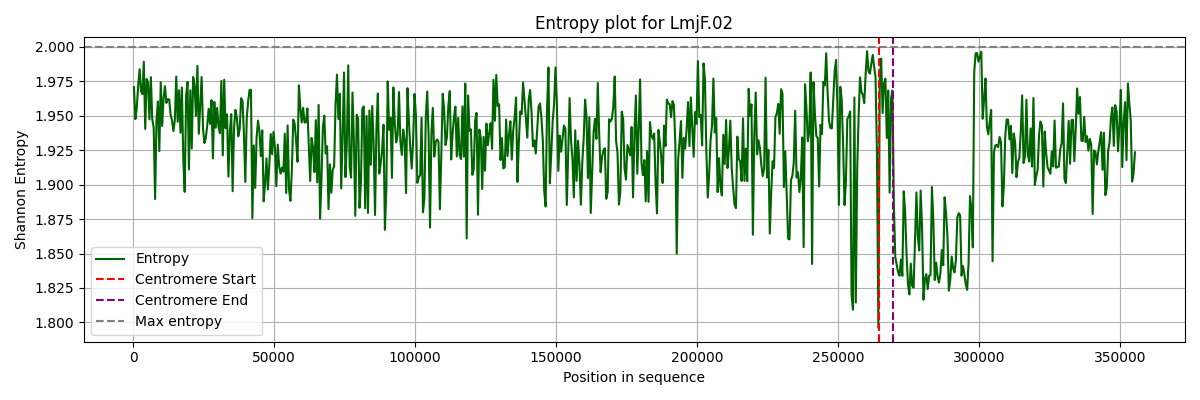 Entropy plot for LmjF.02
Shannon Entropy
2.000
1.975
1.950
1.925
1.900
1.875
1.850
1.825
1.800
Entropy
Centromere Start
Centromere End
Max entropy
0
50000
100000
150000
200000
250000
300000
350000
Position in sequence